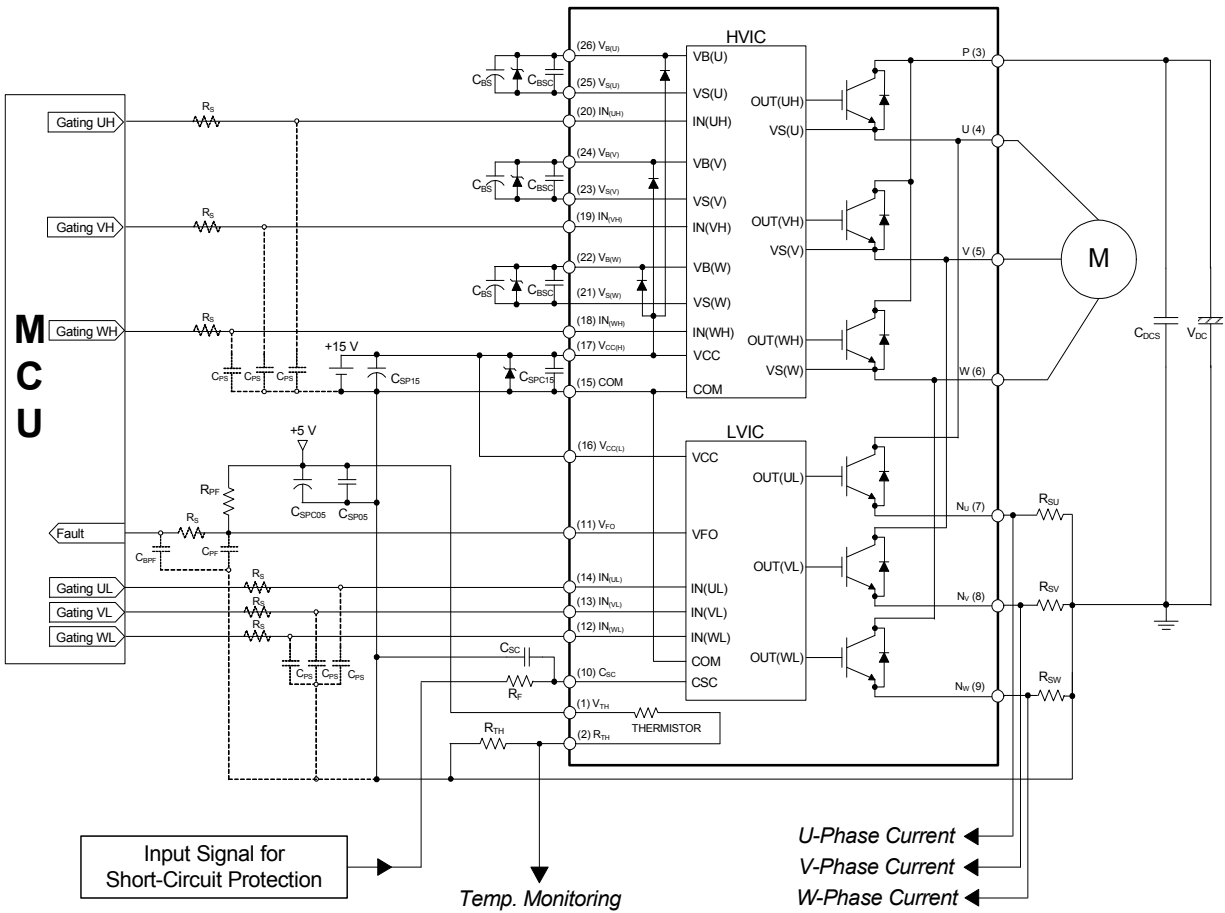 HVIC
(26) VB(U)
VB(U)
P (3)
CBS
CBSC
(25) VS(U)
VS(U)
OUT(UH)
Gating UH
RS
(20) IN(UH)
IN(UH)
VS(U)
U (4)
(24) VB(V)
VB(V)
CBS
CBSC
(23) VS(V)
VS(V)
Gating VH
RS
(19) IN(VH)
IN(VH)
OUT(VH)
VS(V)
V (5)
M
(22) VB(W)
VB(W)
CBS
CBSC
(21) VS(W)
VS(W)
MCU
Gating WH
RS
(18) IN(WH)
IN(WH)
OUT(WH)
CDCS
VDC
+15 V
(17) VCC(H)
VCC
VS(W)
W (6)
CPS
CPS
CPS
CSP15
CSPC15
(15) COM
COM
LVIC
+5 V
(16) VCC(L)
VCC
OUT(UL)
RPF
CSPC05
CSP05
NU (7)
RSU
Fault
RS
(11) VFO
VFO
CBPF
CPF
OUT(VL)
Gating UL
RS
(14) IN(UL)
IN(UL)
Gating VL
RS
(13) IN(VL)
IN(VL)
NV (8)
RSV
Gating WL
RS
(12) IN(WL)
IN(WL)
CPS
CPS
CPS
CSC
COM
OUT(WL)
RF
(10) CSC
CSC
NW (9)
RSW
(1) VTH
THERMISTOR
RTH
(2) RTH
Input Signal for
Short-Circuit Protection
Temp. Monitoring
U-Phase Current
V-Phase Current
W-Phase Current